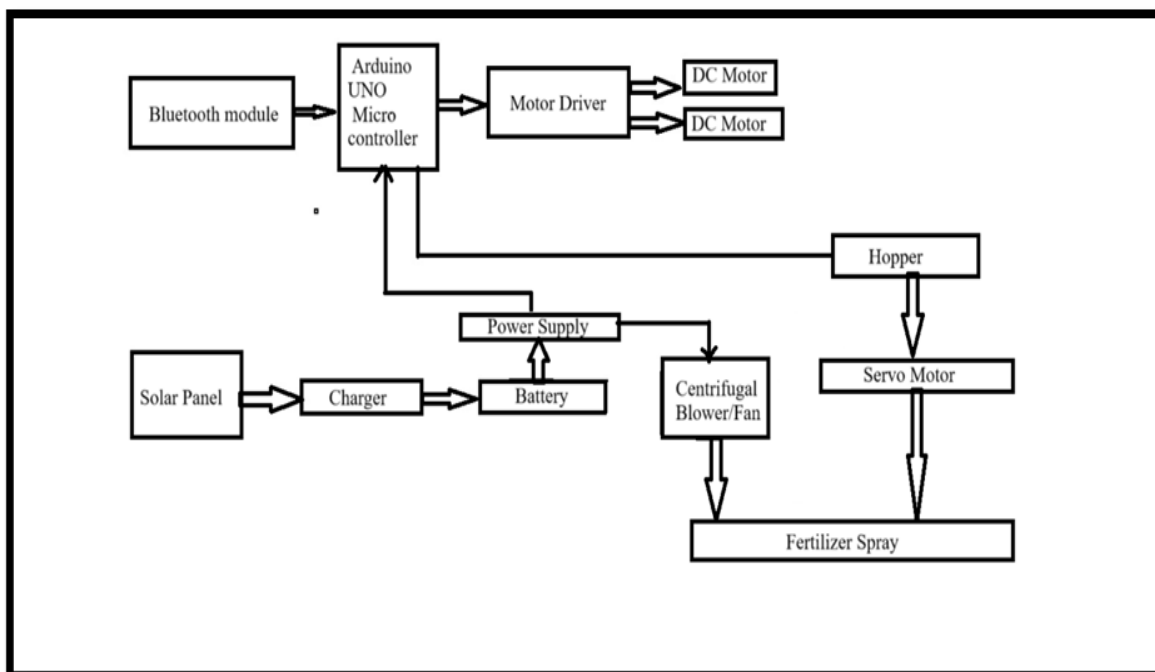 Bluetooth module
Arduino
UNO
Micro
controller
Motor Driver
DC Motor
DC Motor
Hopper
Power Supply
Solar Panel
Charger
Battery
Centrifugal
Blower/Fan
Servo Motor
Fertilizer Spray